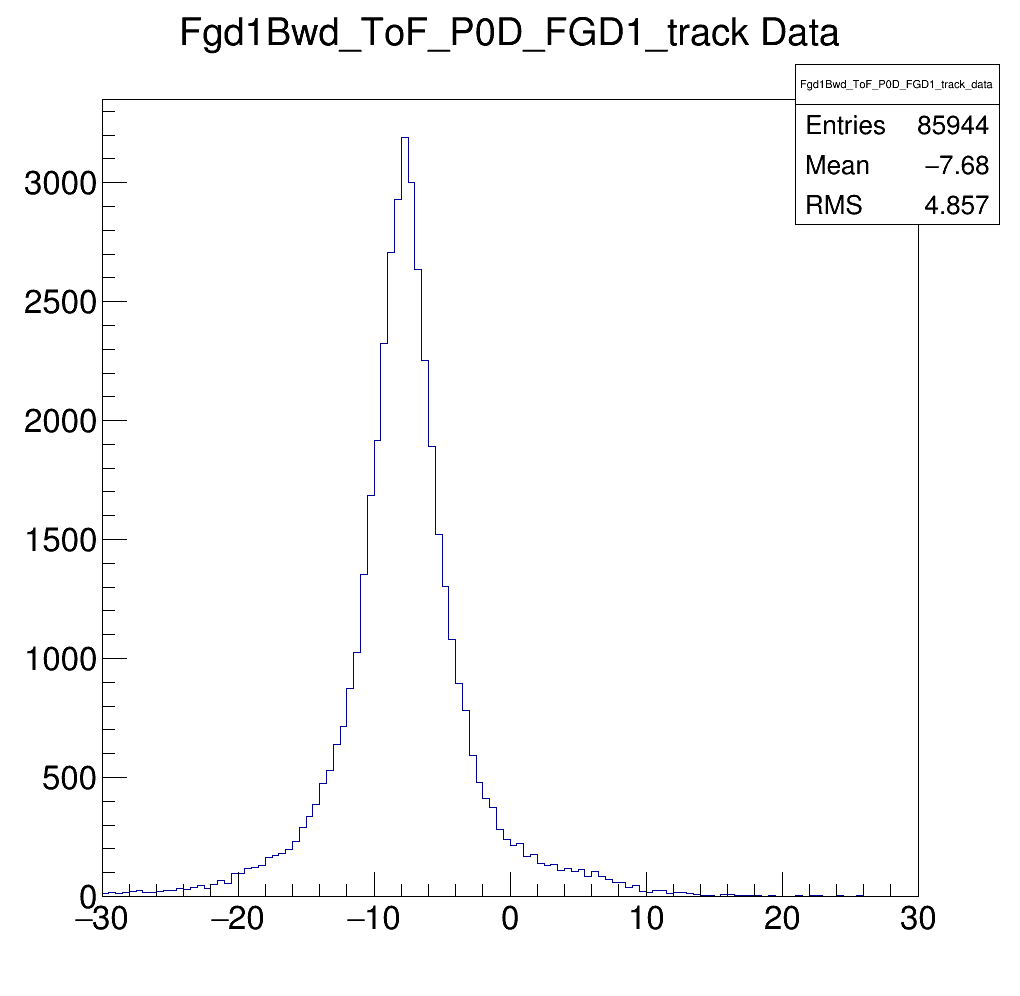 Fgd1Bwd_ToF_P0D_FGD1_track Data
Fgd1Bwd_ToF_P0D_FGD1_track_data
Entries 85944
Mean −7.68
RMS 4.857
3000
2500
2000
1500
1000
500
0
−30 −20 −10 0 10 20 30